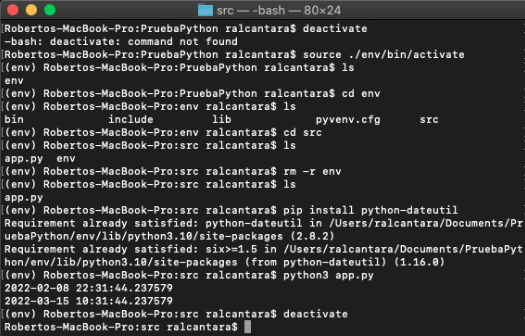 src — -bash — 80×24
[Robertos-MacBook-Pro:PruebaPython ralcantara$ deactivate
-bash: deactivate: command not found
[Robertos-MacBook-Pro:PruebaPython ralcantara$ source ./env/bin/activate
[(env) Robertos-MacBook-Pro:PruebaPython ralcantara$ ls
env
[(env) Robertos-MacBook-Pro:PruebaPython ralcantara$ cd env
[(env) Robertos-MacBook-Pro:env ralcantara$ ls
bin include lib pyvenv.cfg src
[(env) Robertos-MacBook-Pro:env ralcantara$ cd src
[(env) Robertos-MacBook-Pro:src ralcantara$ ls
app.py env
[(env) Robertos-MacBook-Pro:src ralcantara$ rm -r env
[(env) Robertos-MacBook-Pro:src ralcantara$ ls
app.py
[(env) Robertos-MacBook-Pro:src ralcantara$ pip install python-dateutil
Requirement already satisfied: python-dateutil in /Users/ralcantara/Documents/Pr
uebaPython/env/lib/python3.10/site-packages (2.8.2)
Requirement already satisfied: six>=1.5 in /Users/ralcantara/Documents/PruebaPyt
hon/env/lib/python3.10/site-packages (from python-dateutil) (1.16.0)
[(env) Robertos-MacBook-Pro:src ralcantara$ python3 app.py
2022-02-08 22:31:44.237579
2022-03-15 10:31:44.237579
[(env) Robertos-MacBook-Pro:src ralcantara$ deactivate
Robertos-MacBook-Pro:src ralcantara$